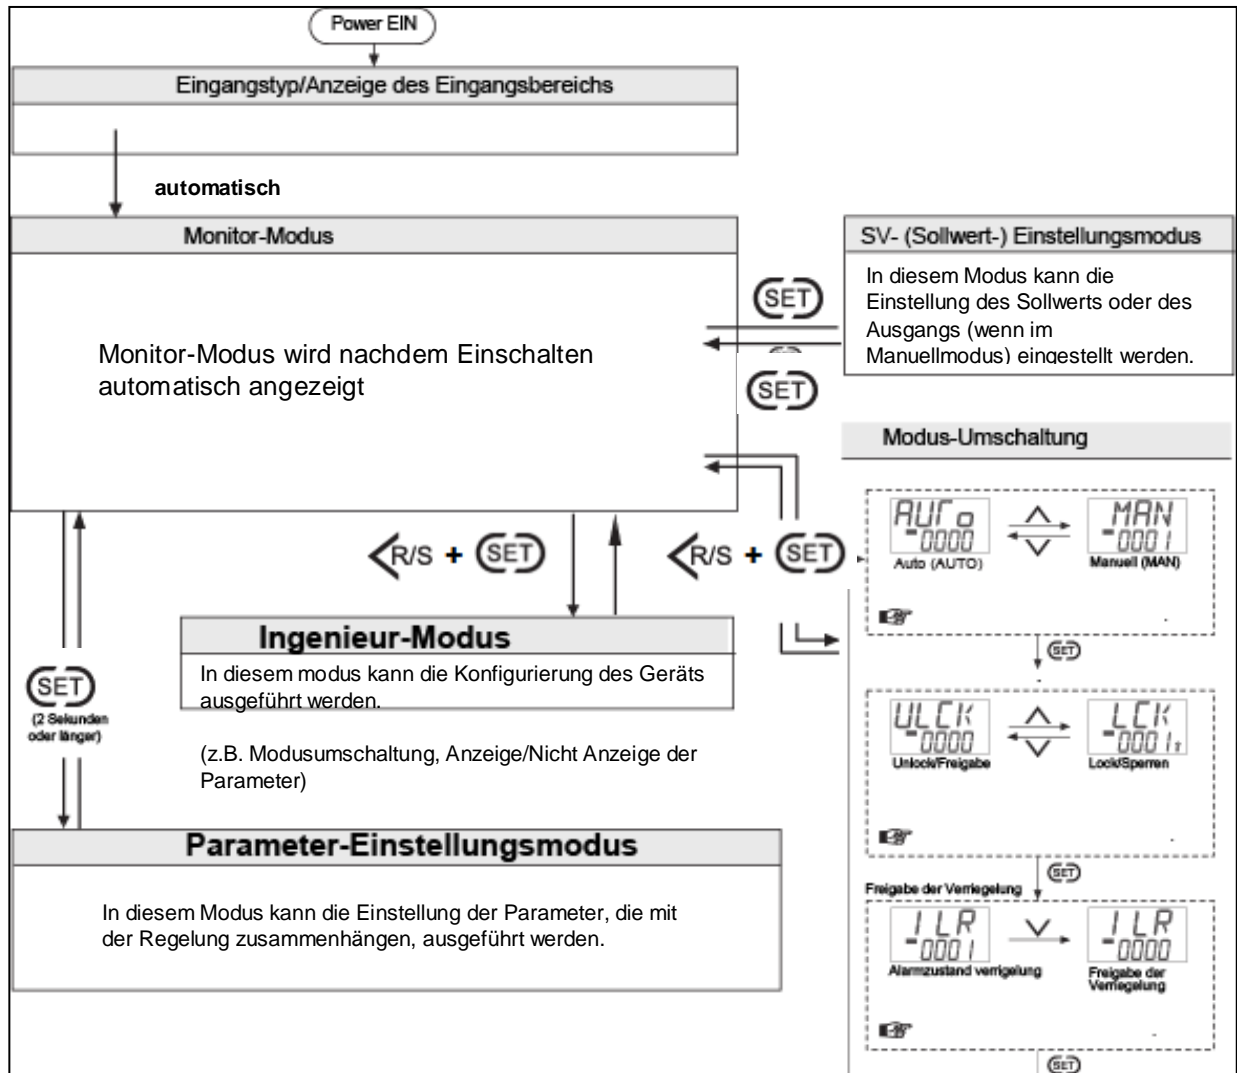 Power EIN
Eingangstyp/Anzeige des Eingangsbereichs
automatisch
Monitor-Modus
Monitor-Modus wird nachdem Einschalten
automatisch angezeigt
SET
SET
SV- (Sollwert-) Einstellungsmodus
In diesem Modus kann die
Einstellung des Sollwerts oder des
Ausgangs (wenn im
Manuellmodus) eingestellt werden.
Modus-Umschaltung
R/S + SET
R/S + SET
AUTo
0000
Auto (AUTO)
MAN
0001
Manuell (MAN)
SET
Ingenieur-Modus
In diesem modus kann die Konfigurierung des Geräts
ausgeführt werden.
(z.B. Modusumschaltung, Anzeige/Nicht Anzeige der
Parameter)
SET
(2 Sekunden
oder länger)
ULCK
0000
Unlock/Freigabe
LCK
0001
Lock/Sperren
SET
Parameter-Einstellungsmodus
In diesem Modus kann die Einstellung der Parameter, die mit
der Regelung zusammenhängen, ausgeführt werden.
Freigabe der Verriegelung
ILR
0001
Alarmzustand verrigelung
ILR
0000
Freigabe der
Verriegelung
SET